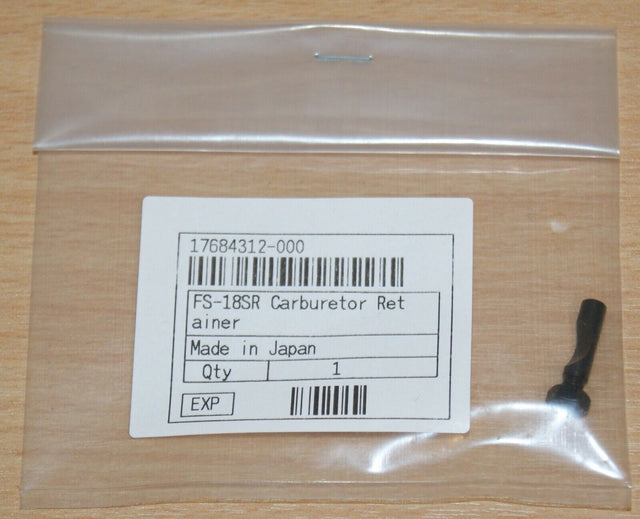 17684312-000
FS-18SR Carburetor Ret
ainer
Made in Japan
Qty 1
EXP